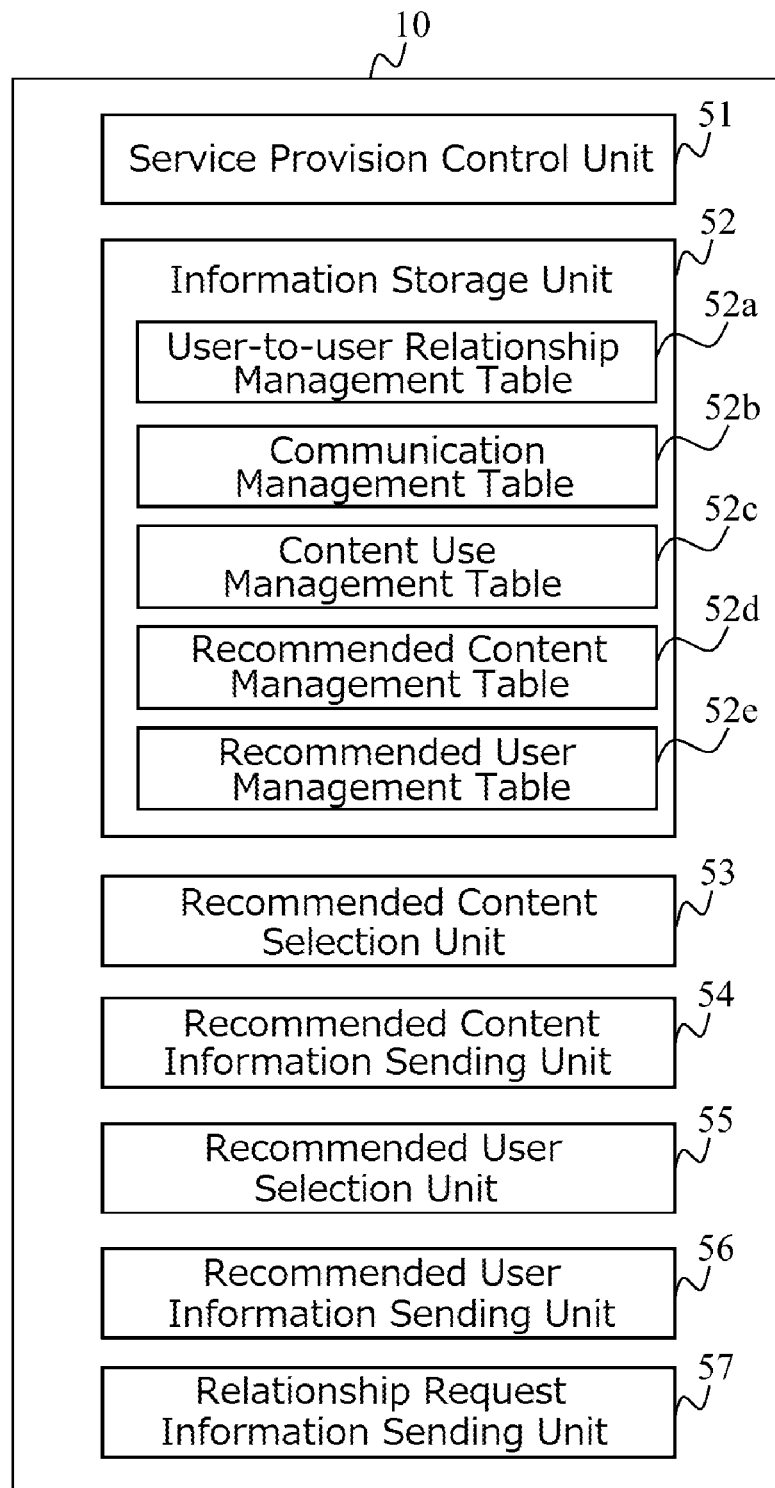 10
51
Service Provision Control Unit
52
Information Storage Unit
52a
User-to-user Relationship
Management Table
52b
Communication
Management Table
52c
Content Use
Management Table
52d
Recommended Content
Management Table
52e
Recommended User
Management Table
53
Recommended Content
Selection Unit
54
Recommended Content
Information Sending Unit
55
Recommended User
Selection Unit
56
Recommended User
Information Sending Unit
57
Relationship Request
Information Sending Unit